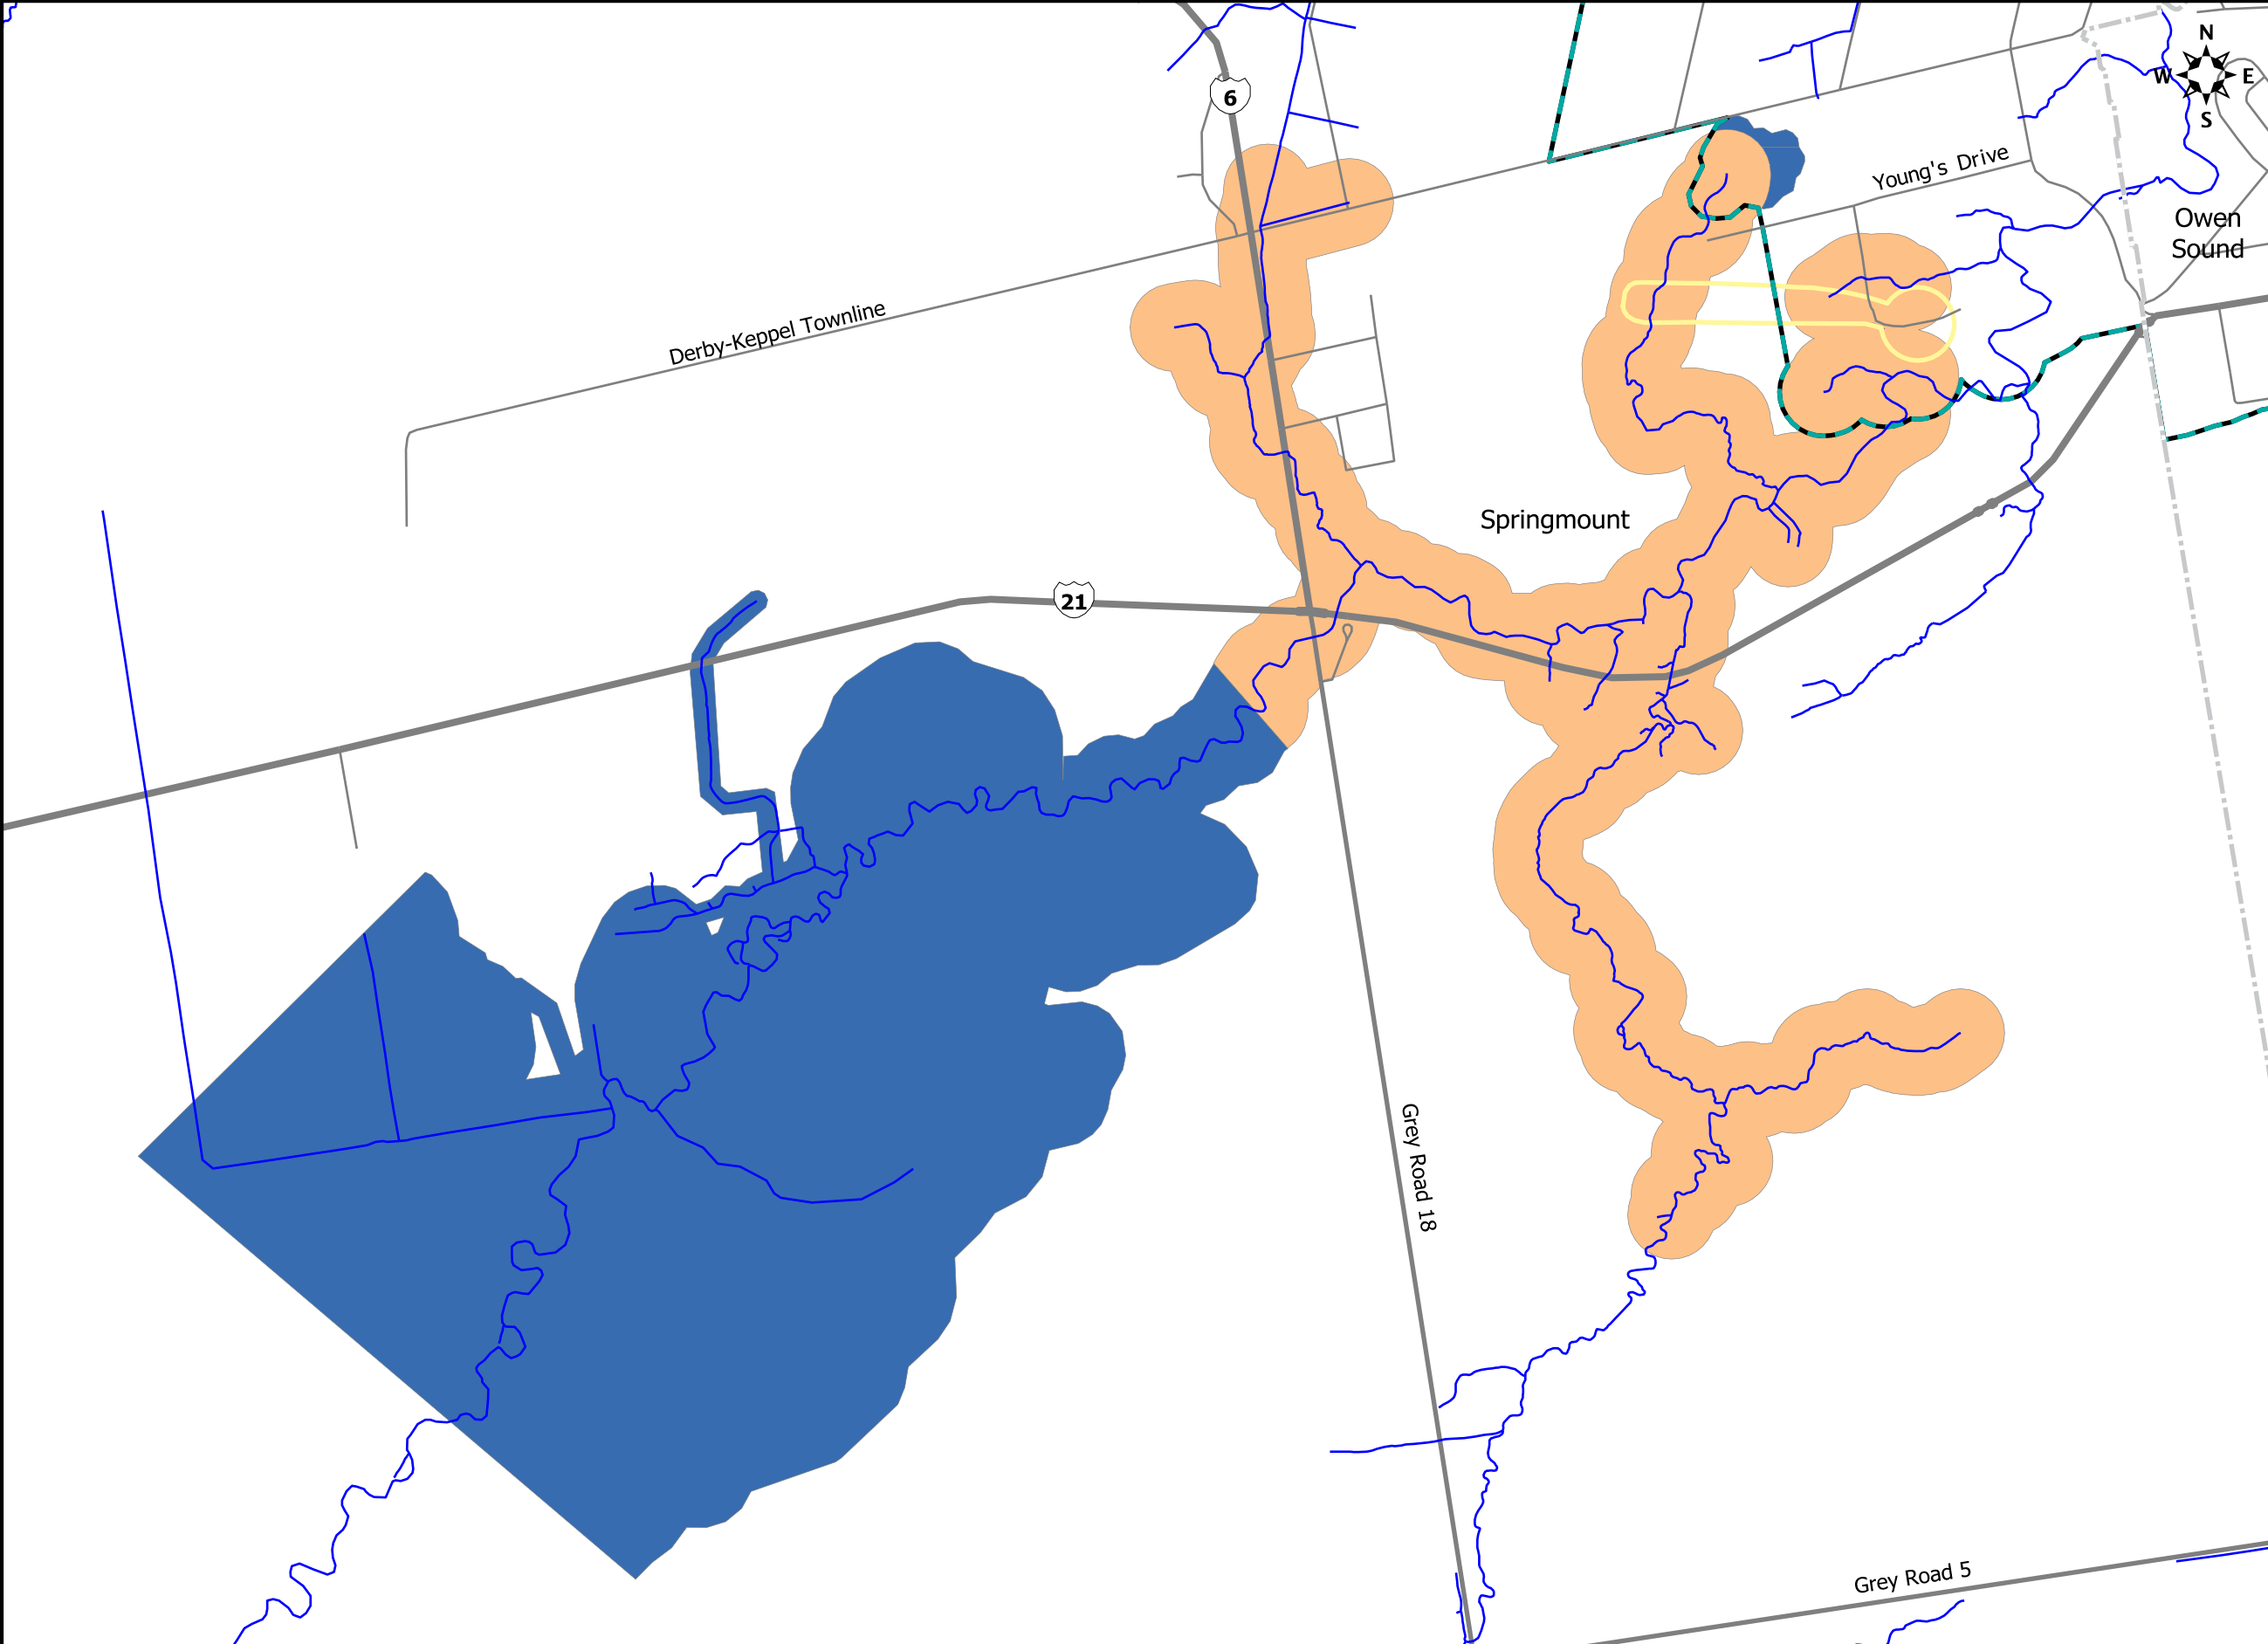 N
W E
S
6
Young's Drive
Owen
Sound
Derby-Keppel Townline
Springmount
21
Grey Road 18
Grey Road 5